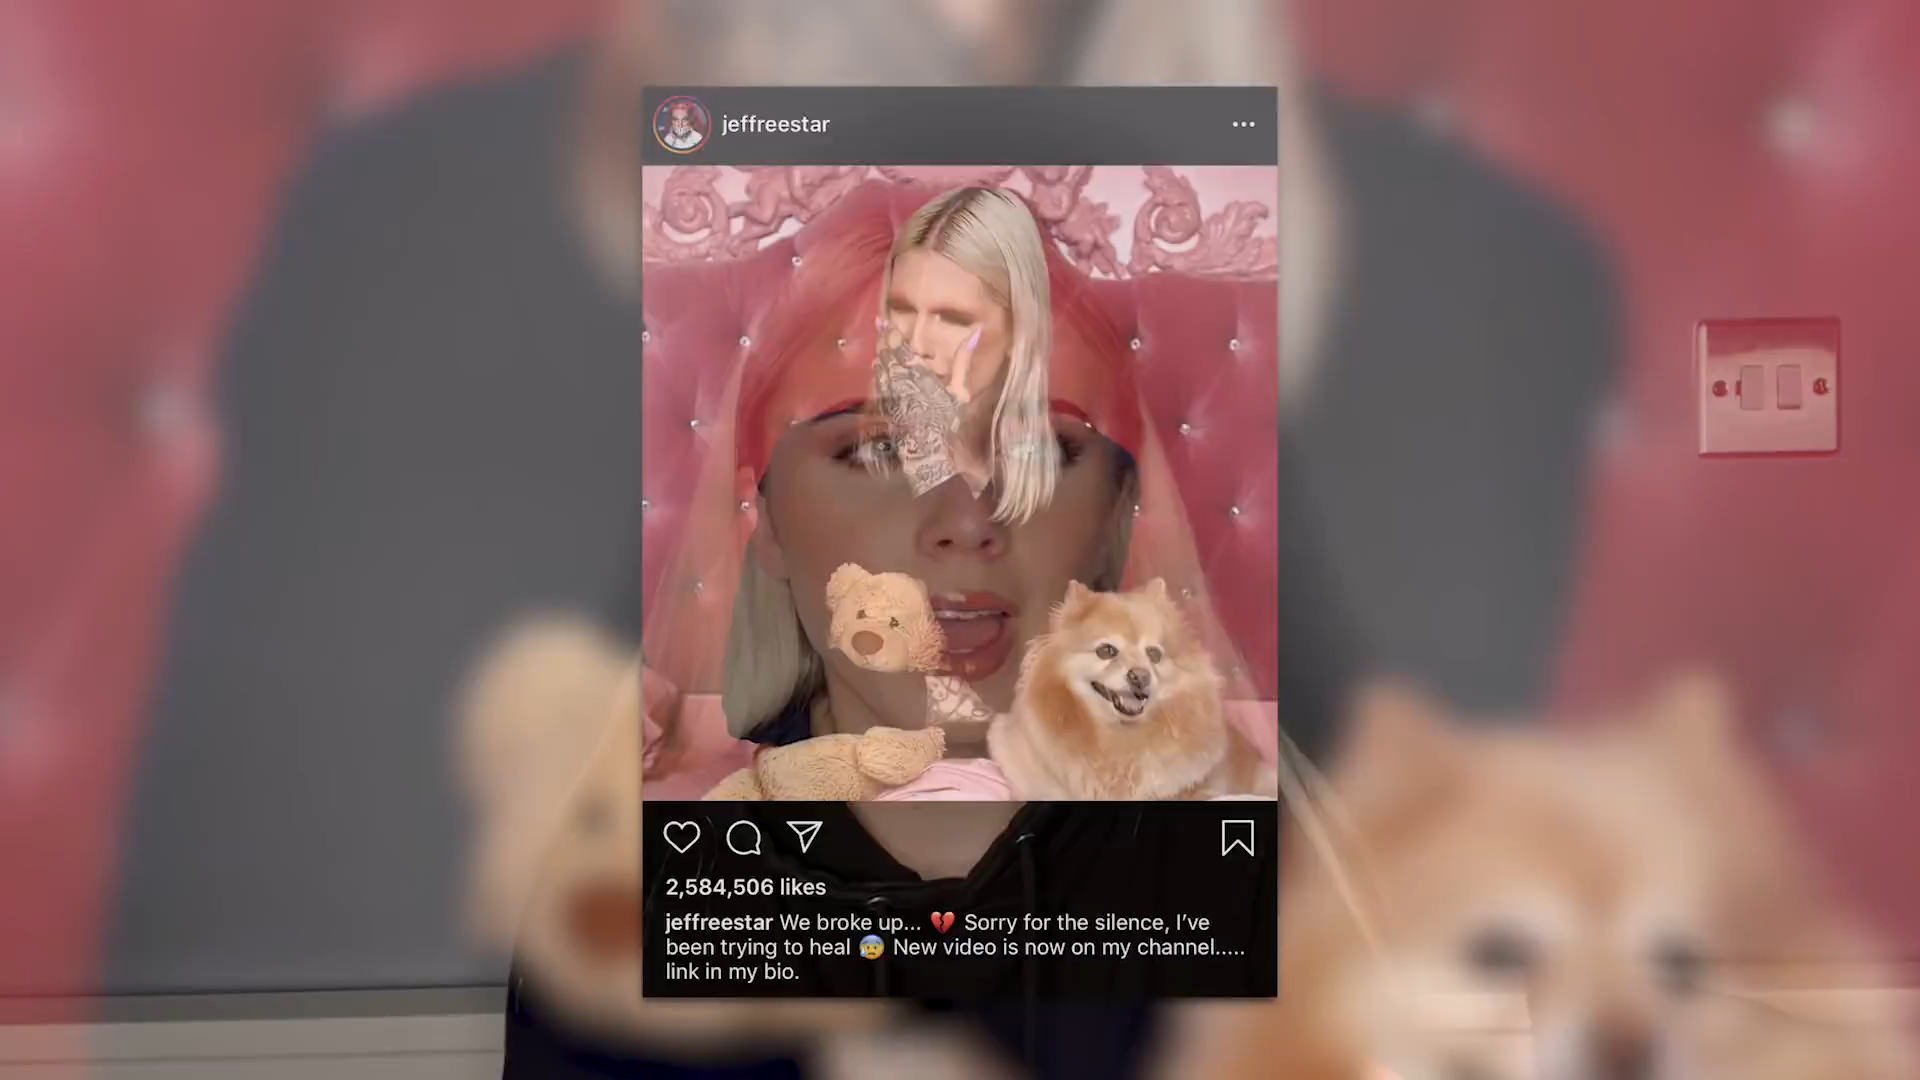 jeffreestar
2,584,506 likes
jeffreestar We broke up... 💔 Sorry for the silence, I’ve
been trying to heal 😰 New video is now on my channel.....
link in my bio.